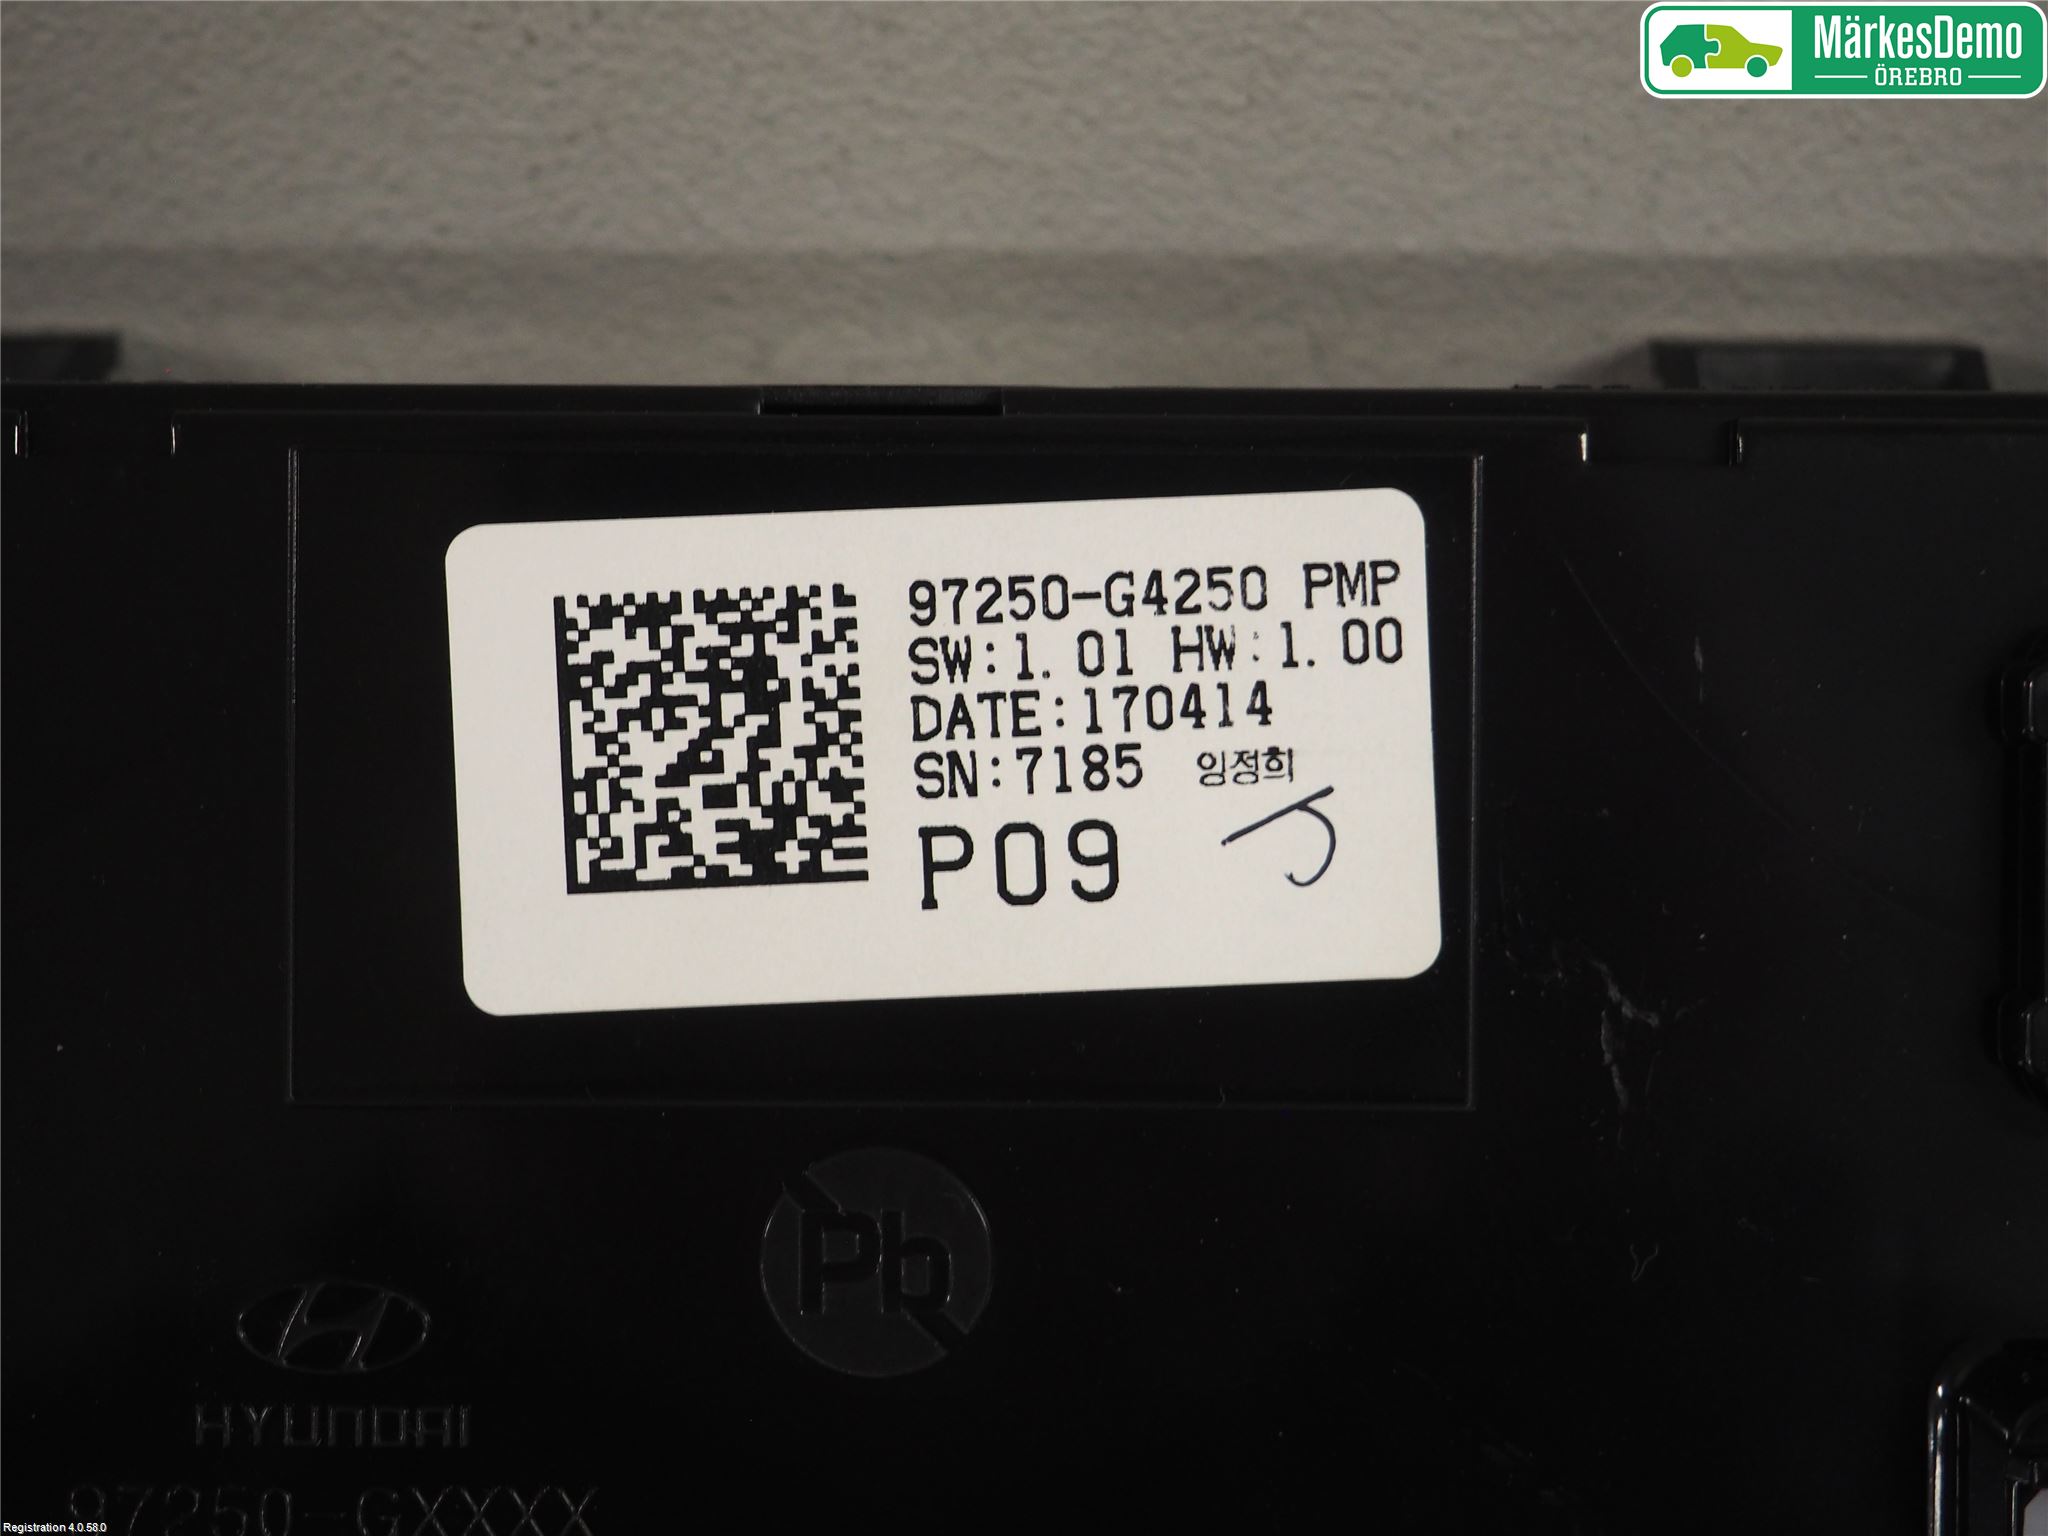 MärkesDemo
ÖREBRO
97250-G4250 PMP
SW:1.01 HW:1.00
DATE:170414
SN:7185 임정희
P09
Pb
HYUNDAI
97250-GXXXX
Registration 4.0.58.0